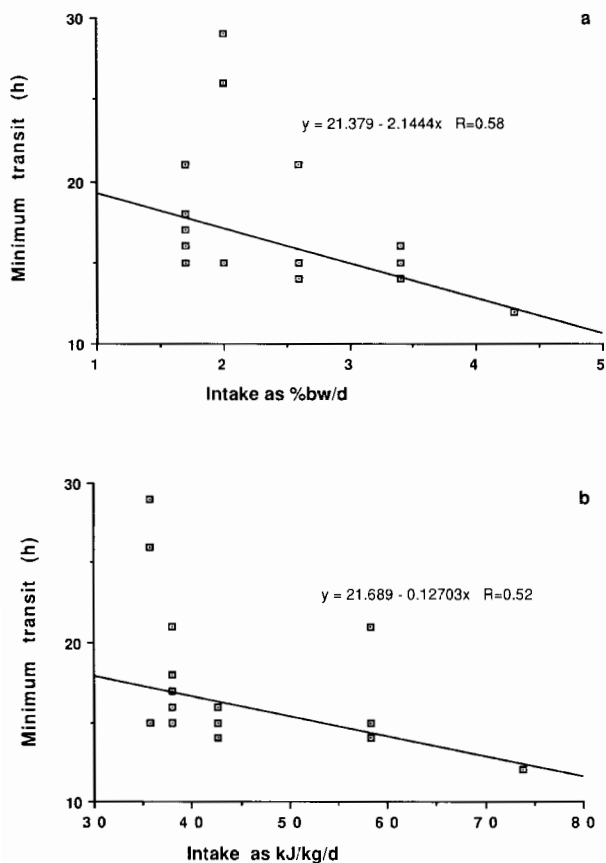 a
30
20
10
Minimum transit (h)
y = 21.379 - 2.1444x R=0.58
1 2 3 4 5
Intake as %bw/d
b
30
20
10
Minimum transit (h)
y = 21.689 - 0.12703x R=0.52
30 40 50 60 70 80
Intake as kJ/kg/d